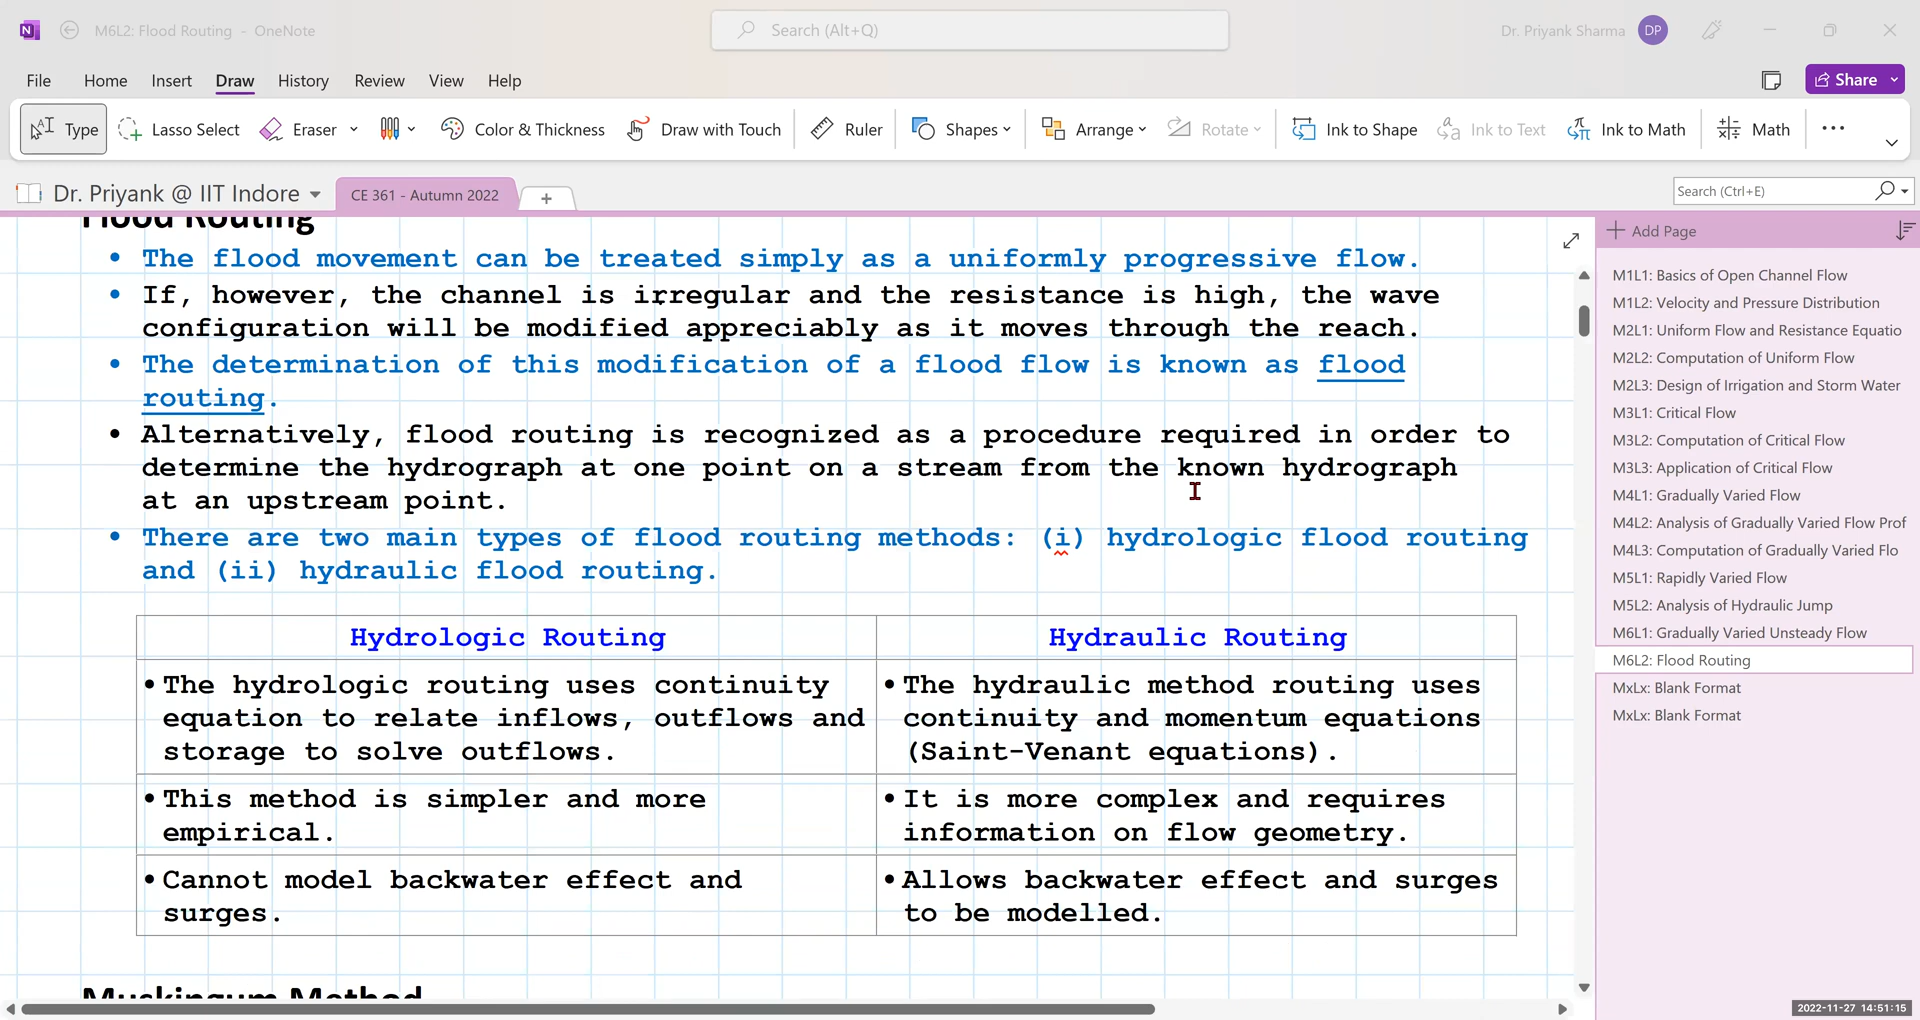 M6L2: Flood Routing - OneNote
Search (Alt+Q)
Dr. Priyank Sharma
DP
File Home Insert Draw History Review View Help
Share
Type Lasso Select Eraser Color & Thickness Draw with Touch Ruler Shapes Arrange Rotate Ink to Shape Ink to Text Ink to Math Math
Dr. Priyank @ IIT Indore
CE 361 - Autumn 2022
Search (Ctrl+E)
Flood Routing
• The flood movement can be treated simply as a uniformly progressive flow.
• If, however, the channel is irregular and the resistance is high, the wave
configuration will be modified appreciably as it moves through the reach.
• The determination of this modification of a flood flow is known as flood
routing.
• Alternatively, flood routing is recognized as a procedure required in order to
determine the hydrograph at one point on a stream from the known hydrograph
at an upstream point.
• There are two main types of flood routing methods: (i) hydrologic flood routing
and (ii) hydraulic flood routing.
Hydrologic Routing
Hydraulic Routing
• The hydrologic routing uses continuity
equation to relate inflows, outflows and
storage to solve outflows.
• The hydraulic method routing uses
continuity and momentum equations
(Saint-Venant equations).
• This method is simpler and more
empirical.
• It is more complex and requires
information on flow geometry.
• Cannot model backwater effect and
surges.
• Allows backwater effect and surges
to be modelled.
Muskingum Method
Add Page
M1L1: Basics of Open Channel Flow
M1L2: Velocity and Pressure Distribution
M2L1: Uniform Flow and Resistance Equatio
M2L2: Computation of Uniform Flow
M2L3: Design of Irrigation and Storm Water
M3L1: Critical Flow
M3L2: Computation of Critical Flow
M3L3: Application of Critical Flow
M4L1: Gradually Varied Flow
M4L2: Analysis of Gradually Varied Flow Prof
M4L3: Computation of Gradually Varied Flo
M5L1: Rapidly Varied Flow
M5L2: Analysis of Hydraulic Jump
M6L1: Gradually Varied Unsteady Flow
M6L2: Flood Routing
MxLx: Blank Format
MxLx: Blank Format
2022-11-27 14:51:15